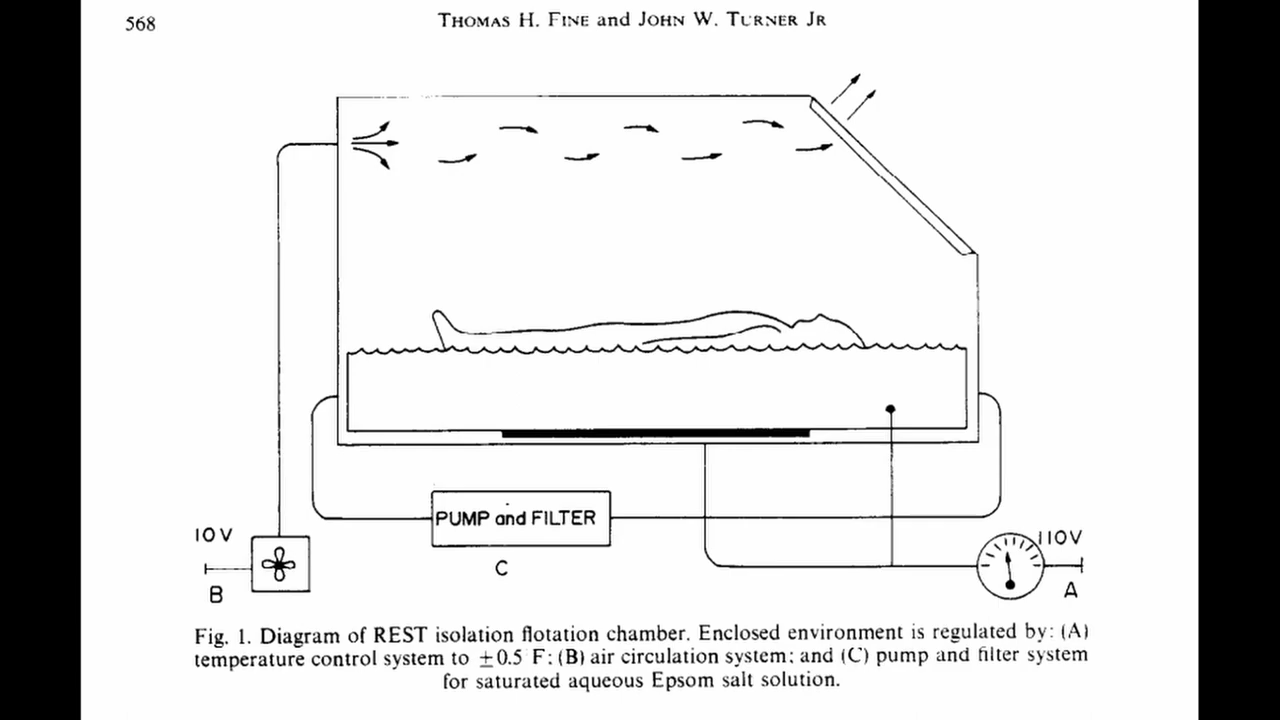 568
THOMAS H. FINE and JOHN W. TURNER JR
10V
B
PUMP and FILTER
C
110V
A
Fig. 1. Diagram of REST isolation flotation chamber. Enclosed environment is regulated by: (A)
temperature control system to ±0.5 F; (B) air circulation system; and (C) pump and filter system
for saturated aqueous Epsom salt solution.